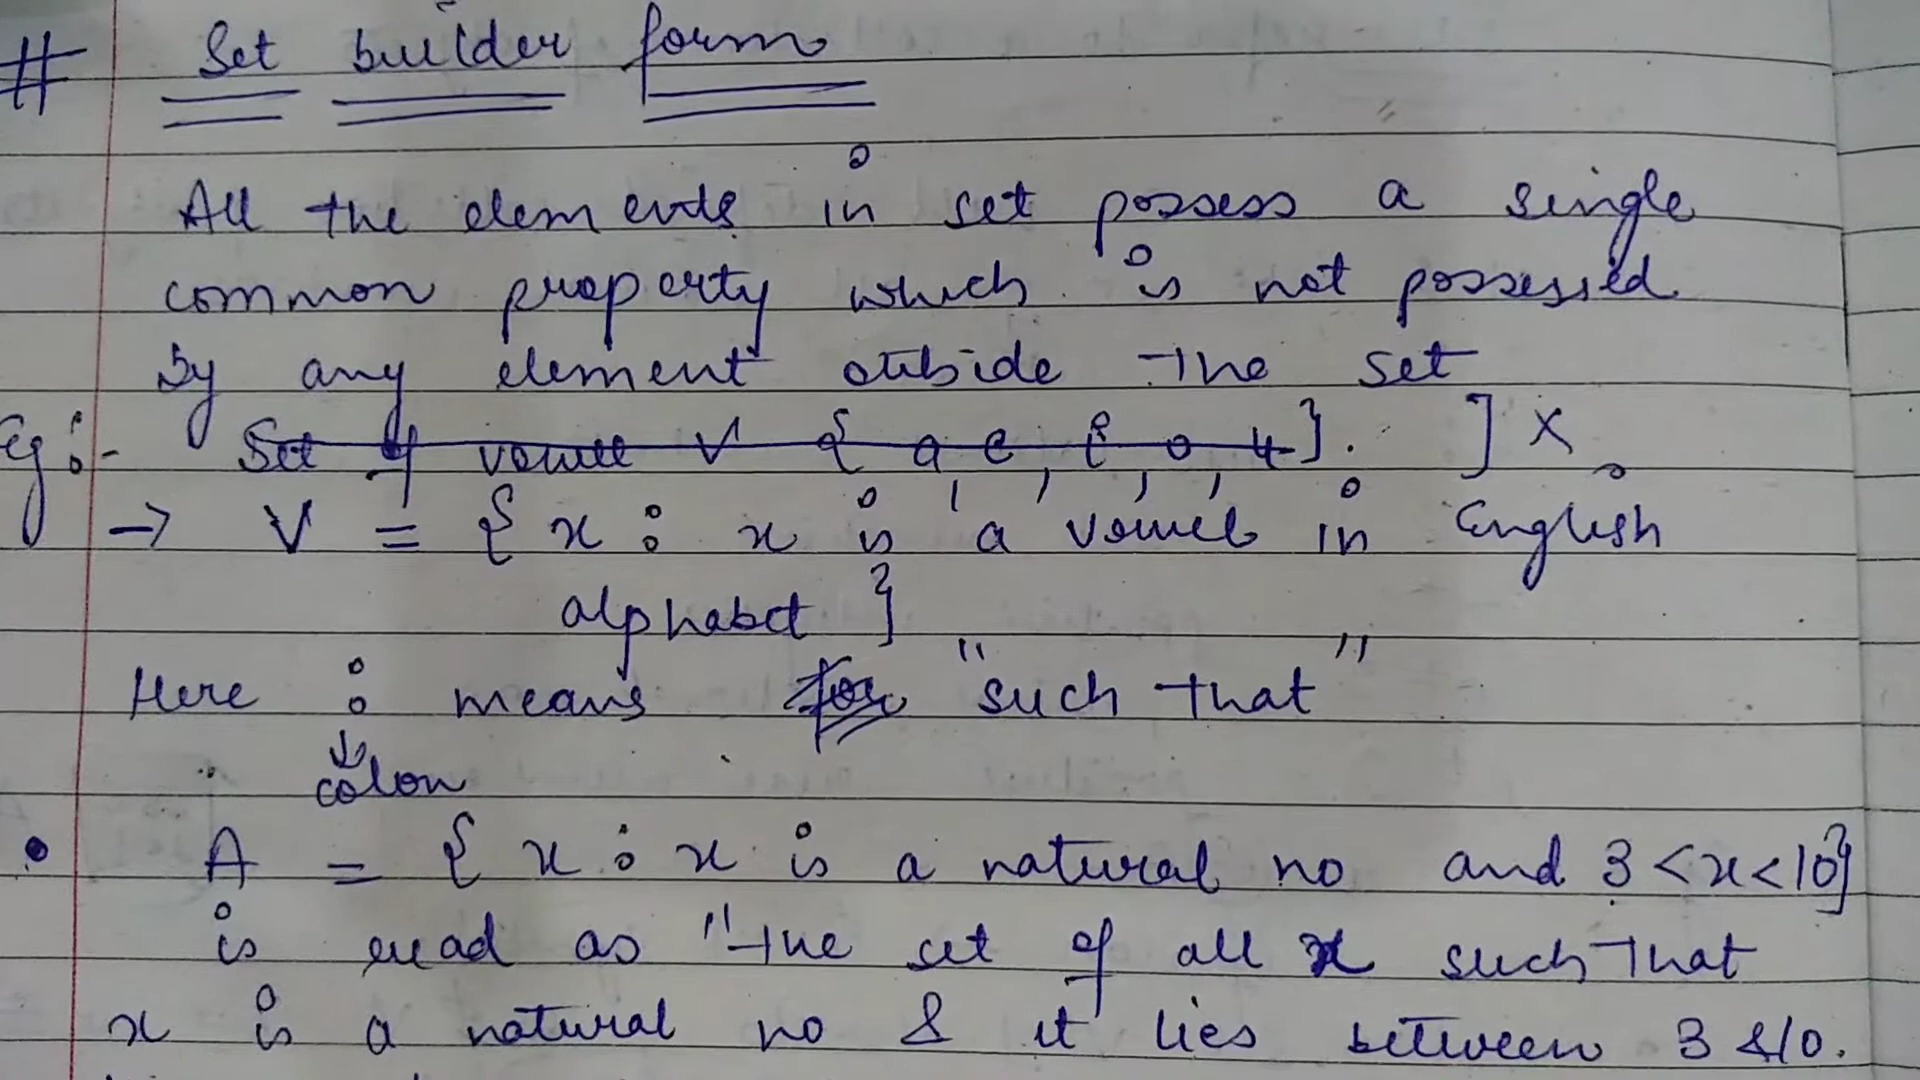 # Set builder form
All the elements in set possess a single
common property which is not possessed
by any element outside the set
Eg:- Set of vowel V { a, e, i, o, u }. ] X
→ V = { x : x is a vowel in English
alphabet }
Here : means for "such that"
↓
colon
• A = { x : x is a natural no and 3 < x < 10}
is read as "the set of all x such that
x is a natural no & it lies between 3 & 10.